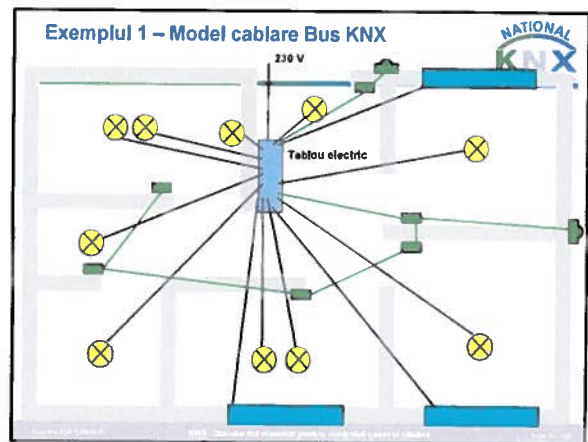 Exemplul 1 – Model cablare Bus KNX
NATIONAL
KNX
230 V
Tablou electric